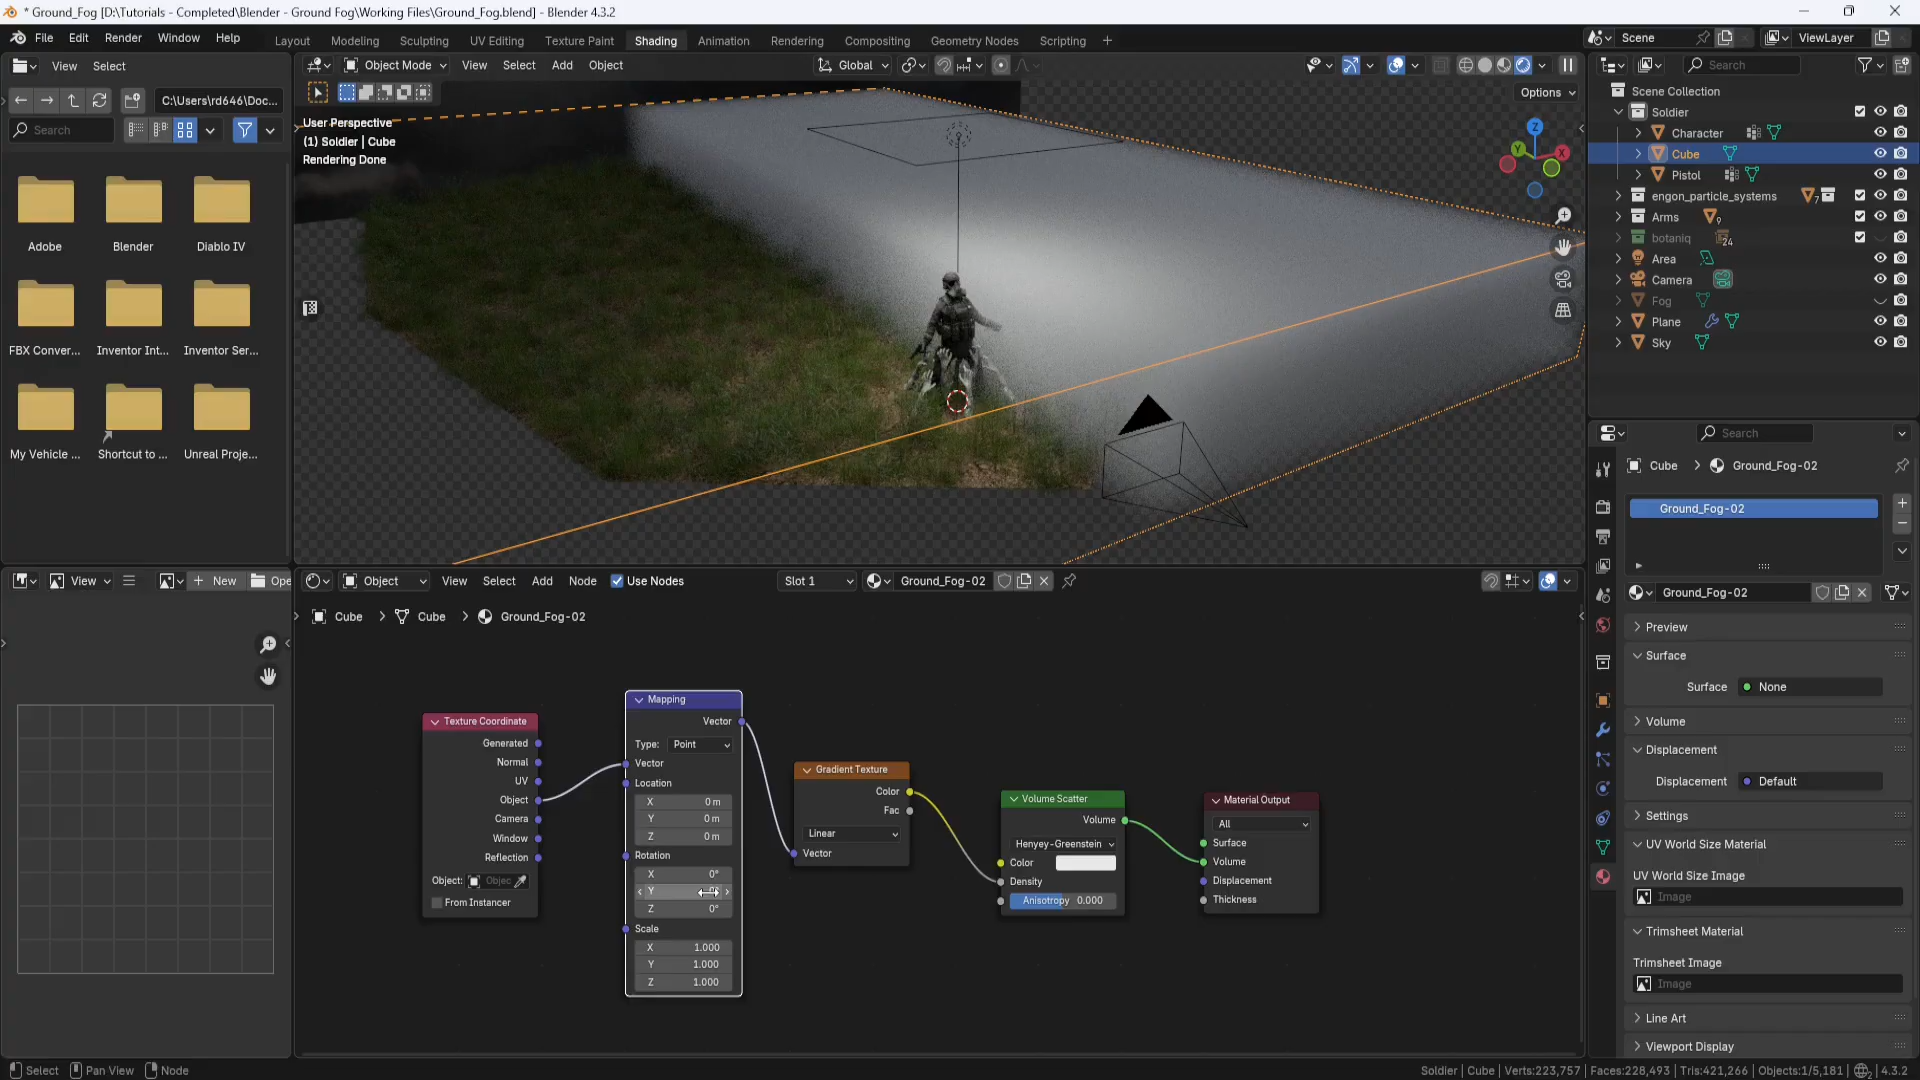 * Ground_Fog [D:\Tutorials - Completed\Blender - Ground Fog\Working Files\Ground_Fog.blend] - Blender 4.3.2
File Edit Render Window Help
Layout Modeling Sculpting UV Editing Texture Paint Shading Animation Rendering Compositing Geometry Nodes Scripting +
Scene
ViewLayer
View Select
Object Mode View Select Add Object
Global
Search
C:\Users\rd646\Doc...
Search
Options
User Perspective
(1) Soldier | Cube
Rendering Done
Z
Y
X
Adobe Blender Diablo IV
FBX Conver... Inventor Int... Inventor Ser...
My Vehicle ... Shortcut to ... Unreal Proje...
Scene Collection
Soldier
Character
Cube
Pistol
engon_particle_systems 7
Arms 9
botaniq 24
Area
Camera
Fog
Plane
Sky
Search
Cube > Ground_Fog-02
Ground_Fog-02
Ground_Fog-02
Preview
Surface
Surface None
Volume
Displacement
Displacement Default
Settings
UV World Size Material
UV World Size Image
Image
Trimsheet Material
Trimsheet Image
Image
Line Art
Viewport Display
View + New Ope
Object View Select Add Node Use Nodes Slot 1 Ground_Fog-02
Cube > Cube > Ground_Fog-02
Texture Coordinate
Generated
Normal
UV
Object
Camera
Window
Reflection
Object: Objec
From Instancer
Mapping
Vector
Type: Point
Vector
Location
X 0 m
Y 0 m
Z 0 m
Rotation
X 0°
Y
Z 0°
Scale
X 1.000
Y 1.000
Z 1.000
Gradient Texture
Color
Fac
Linear
Vector
Volume Scatter
Volume
Henyey-Greenstein
Color
Density
Anisotropy 0.000
Material Output
All
Surface
Volume
Displacement
Thickness
Select Pan View Node
Soldier | Cube | Verts:223,757 | Faces:228,493 | Tris:421,266 | Objects:1/5,181 | 4.3.2